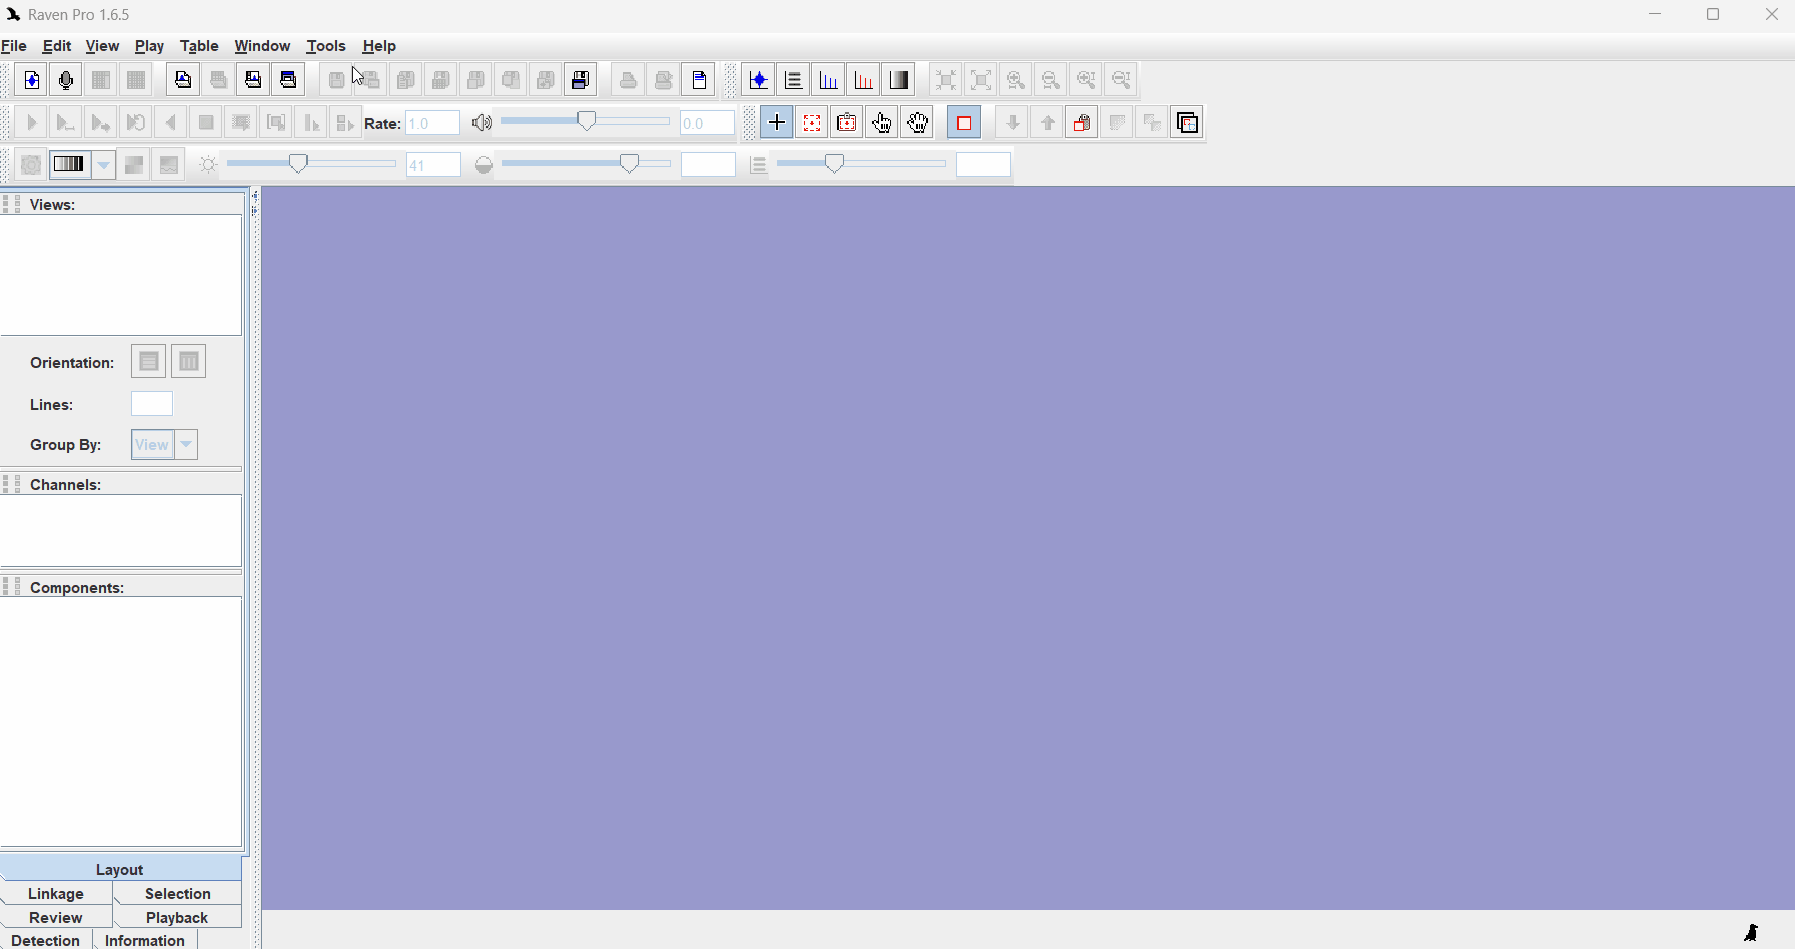 Raven Pro 1.6.5
File Edit View Play Table Window Tools Help
Rate: 1.0 0.0
41
Views:
Orientation:
Lines:
Group By: View
Channels:
Components:
Layout
Linkage Selection
Review Playback
Detection Information